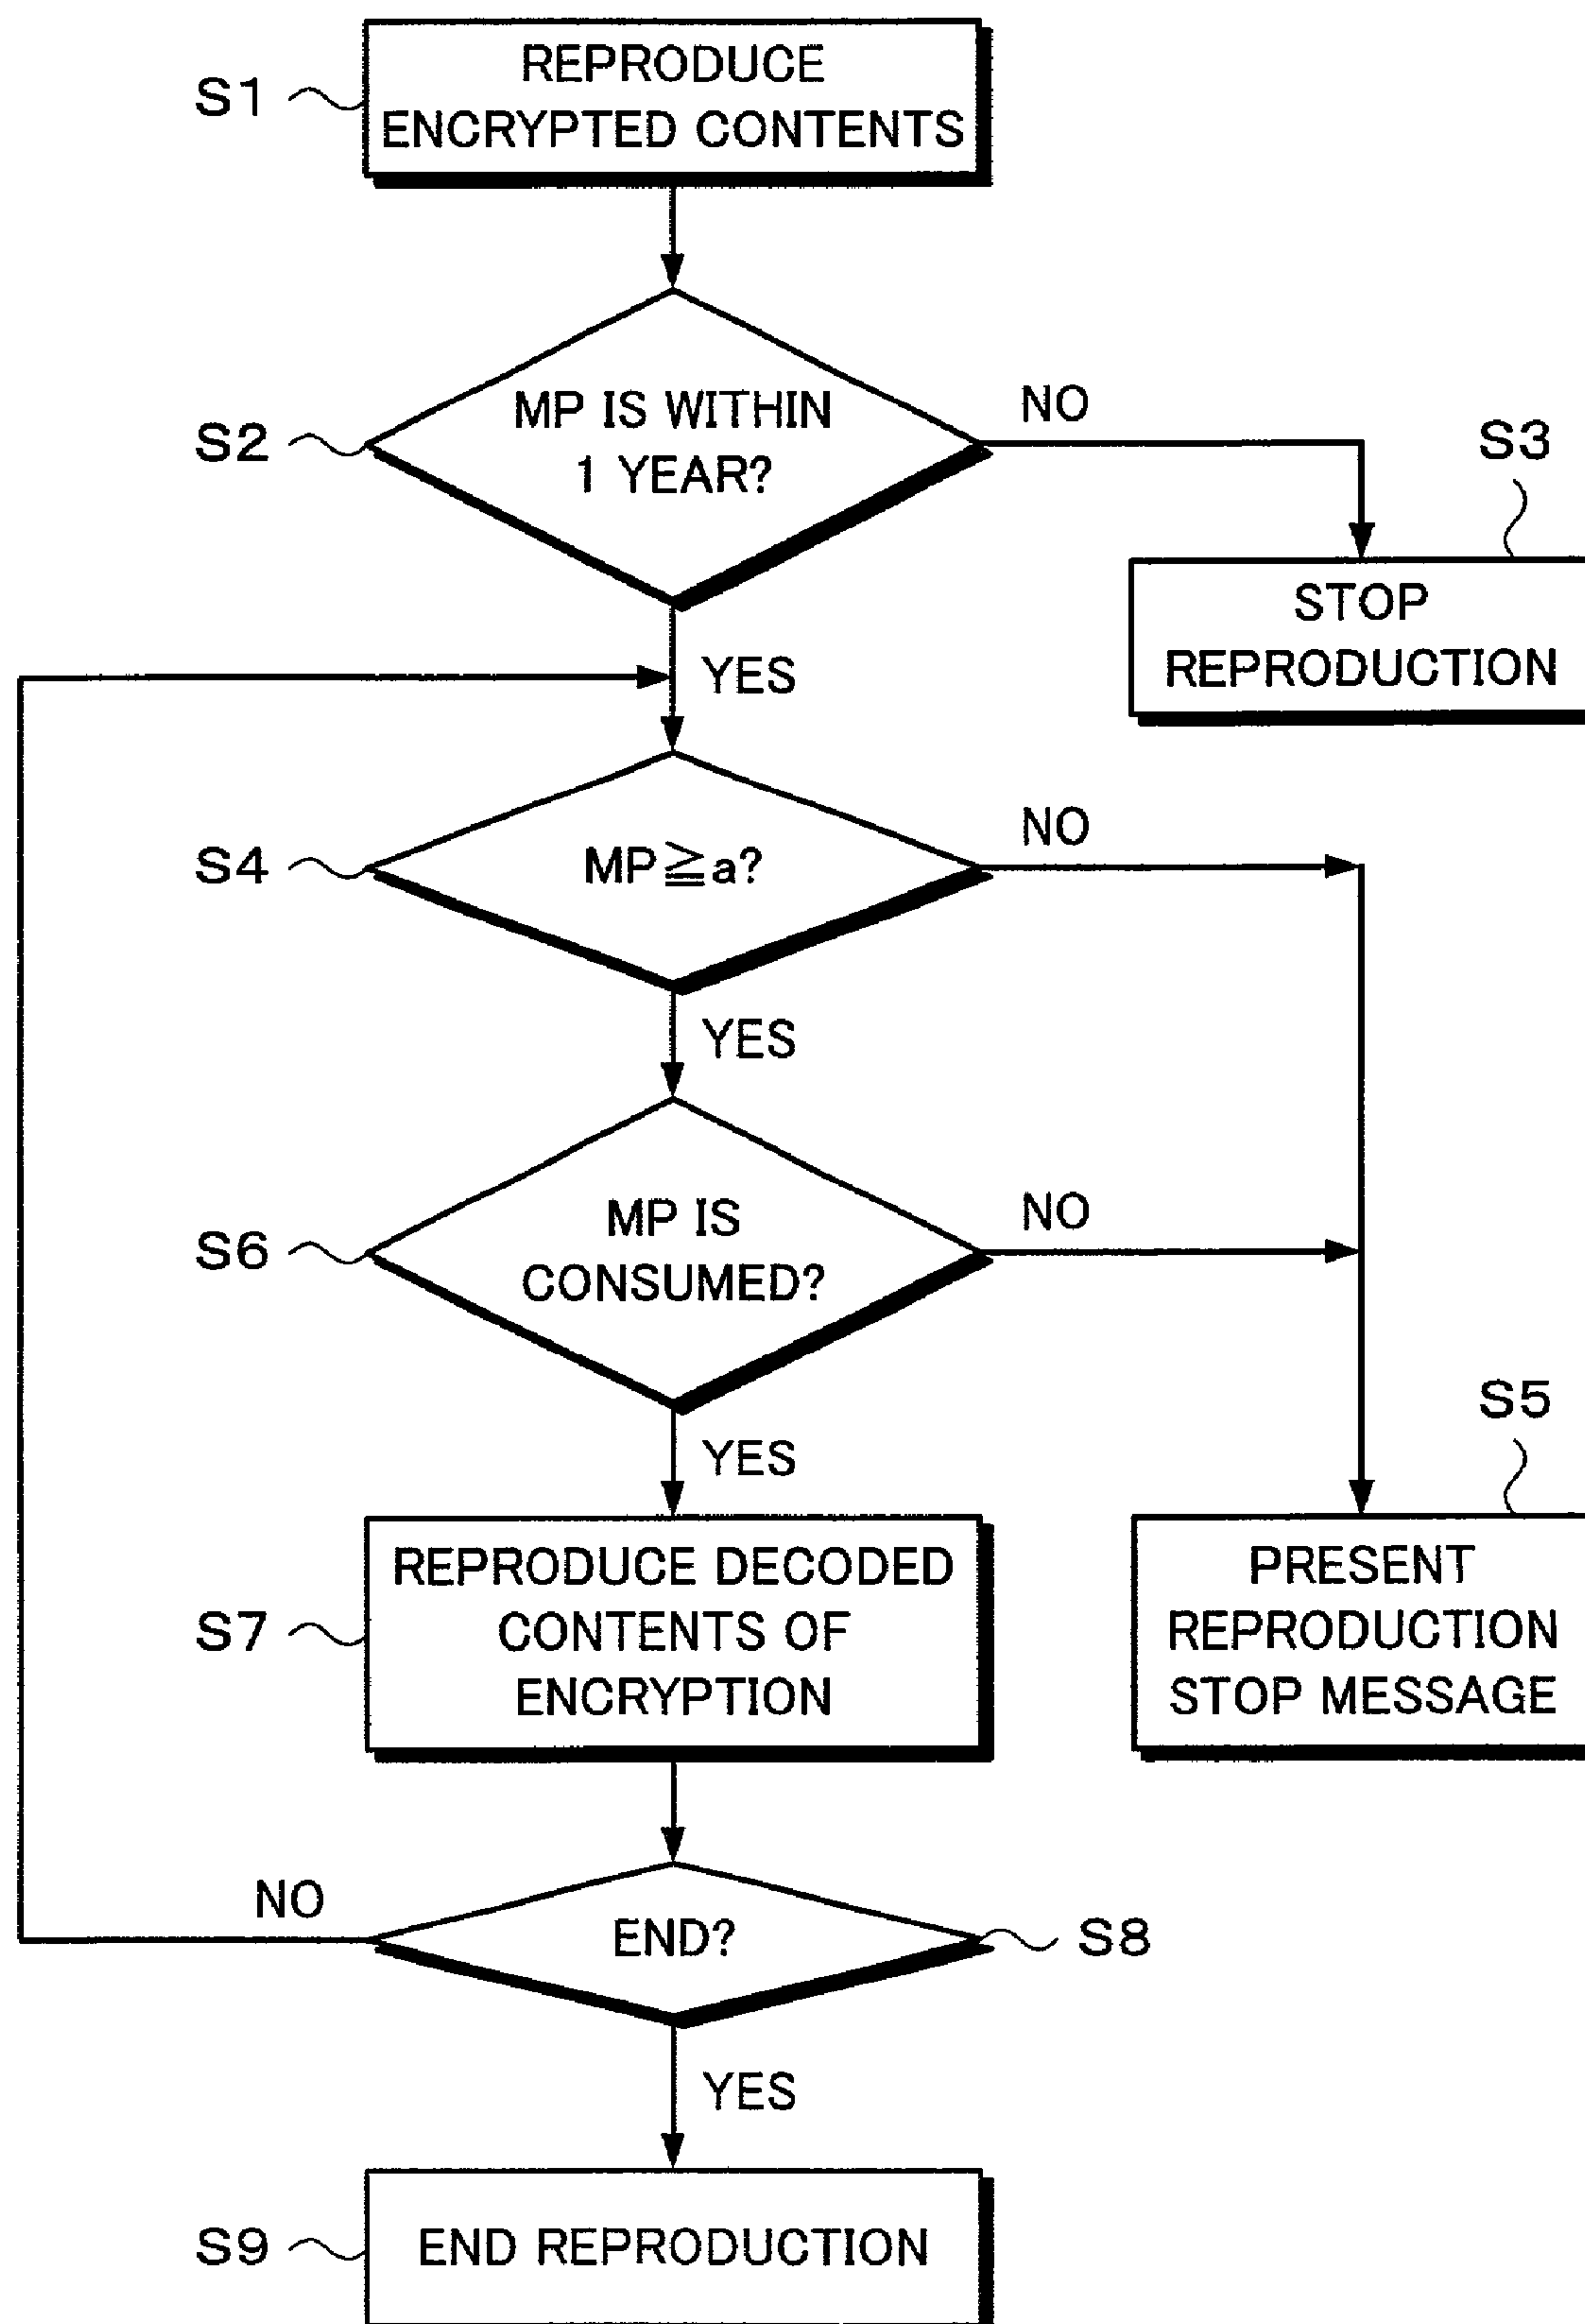 S1
REPRODUCE
ENCRYPTED CONTENTS
S2
MP IS WITHIN
1 YEAR?
NO
S3
STOP
REPRODUCTION
YES
S4
MP≧a?
NO
YES
S6
MP IS
CONSUMED?
NO
YES
S5
PRESENT
REPRODUCTION
STOP MESSAGE
S7
REPRODUCE DECODED
CONTENTS OF
ENCRYPTION
NO
END?
S8
YES
S9
END REPRODUCTION